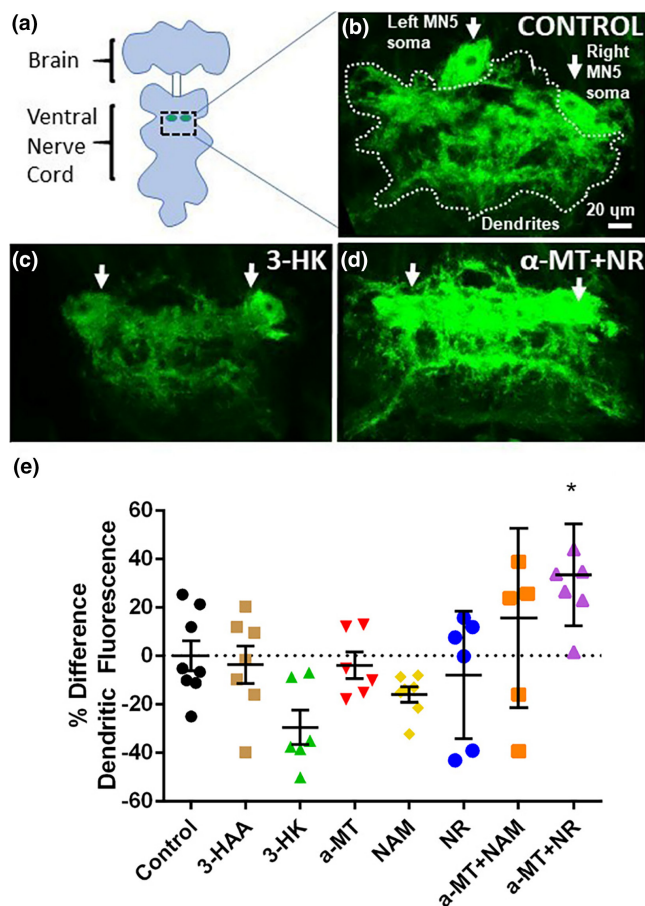 (a)
Brain
Ventral
Nerve
Cord
(b)
Left MN5
soma
CONTROL
Right
MN5
soma
Dendrites
20 µm
(c)
3-HK
(d)
α-MT+NR
(e)
% Difference
Dendritic Fluorescence
60
40
20
0
-20
-40
-60
*
Control
3-HAA
3-HK
a-MT
NAM
NR
a-MT+NAM
a-MT+NR